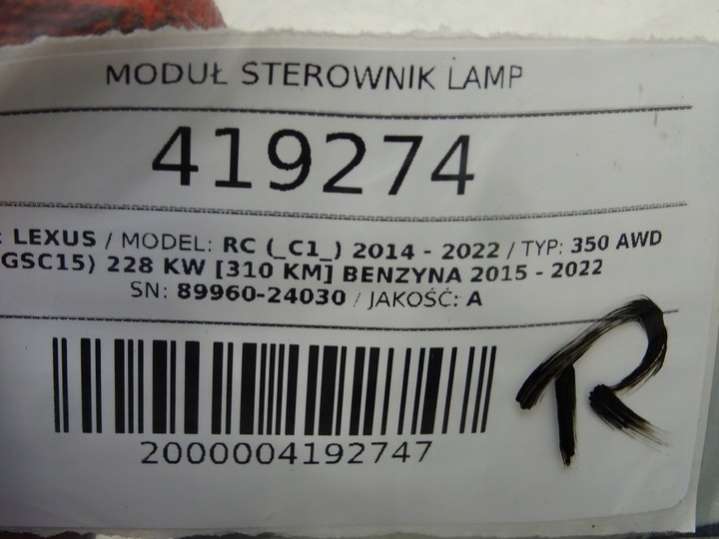 MODUŁ STEROWNIK LAMP
419274
: LEXUS / MODEL: RC (_C1_) 2014 - 2022 / TYP: 350 AWD
GSC15) 228 KW [310 KM] BENZYNA 2015 - 2022
SN: 89960-24030 / JAKOŚĆ: A
2000004192747
R